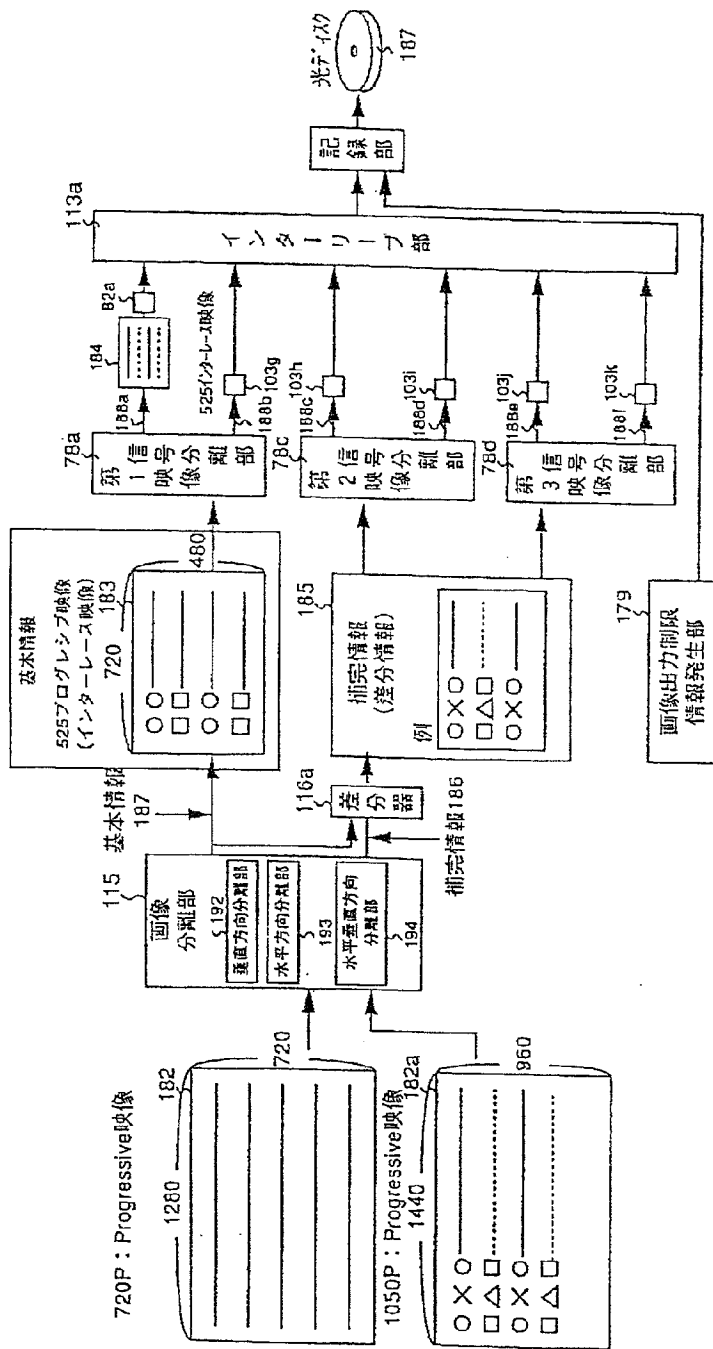 720P：Progressive映像
1280
182
720
1050P：Progressive映像
1440
182a
960
115
画像
分離部
192
垂直方向分離部
水平方向分離部
193
水平垂直方向
分離部
194
基本情報
187
116a
差分器
補完情報186
基本情報
525プログレシブ映像
(インターレース映像)
720
183
480
185
補完情報
(差分情報)
例
179
画像出力制限
情報発生部
78a
第1信
映号
像分
離部
78c
第2信
映号
像分
離部
78d
第3信
映号
像分
離部
188a
184
82a
188b
525インターレース映像
103g
188c
103h
188d
103i
188e
103j
188f
103k
113a
インターリーブ部
記録部
光ディスク
187